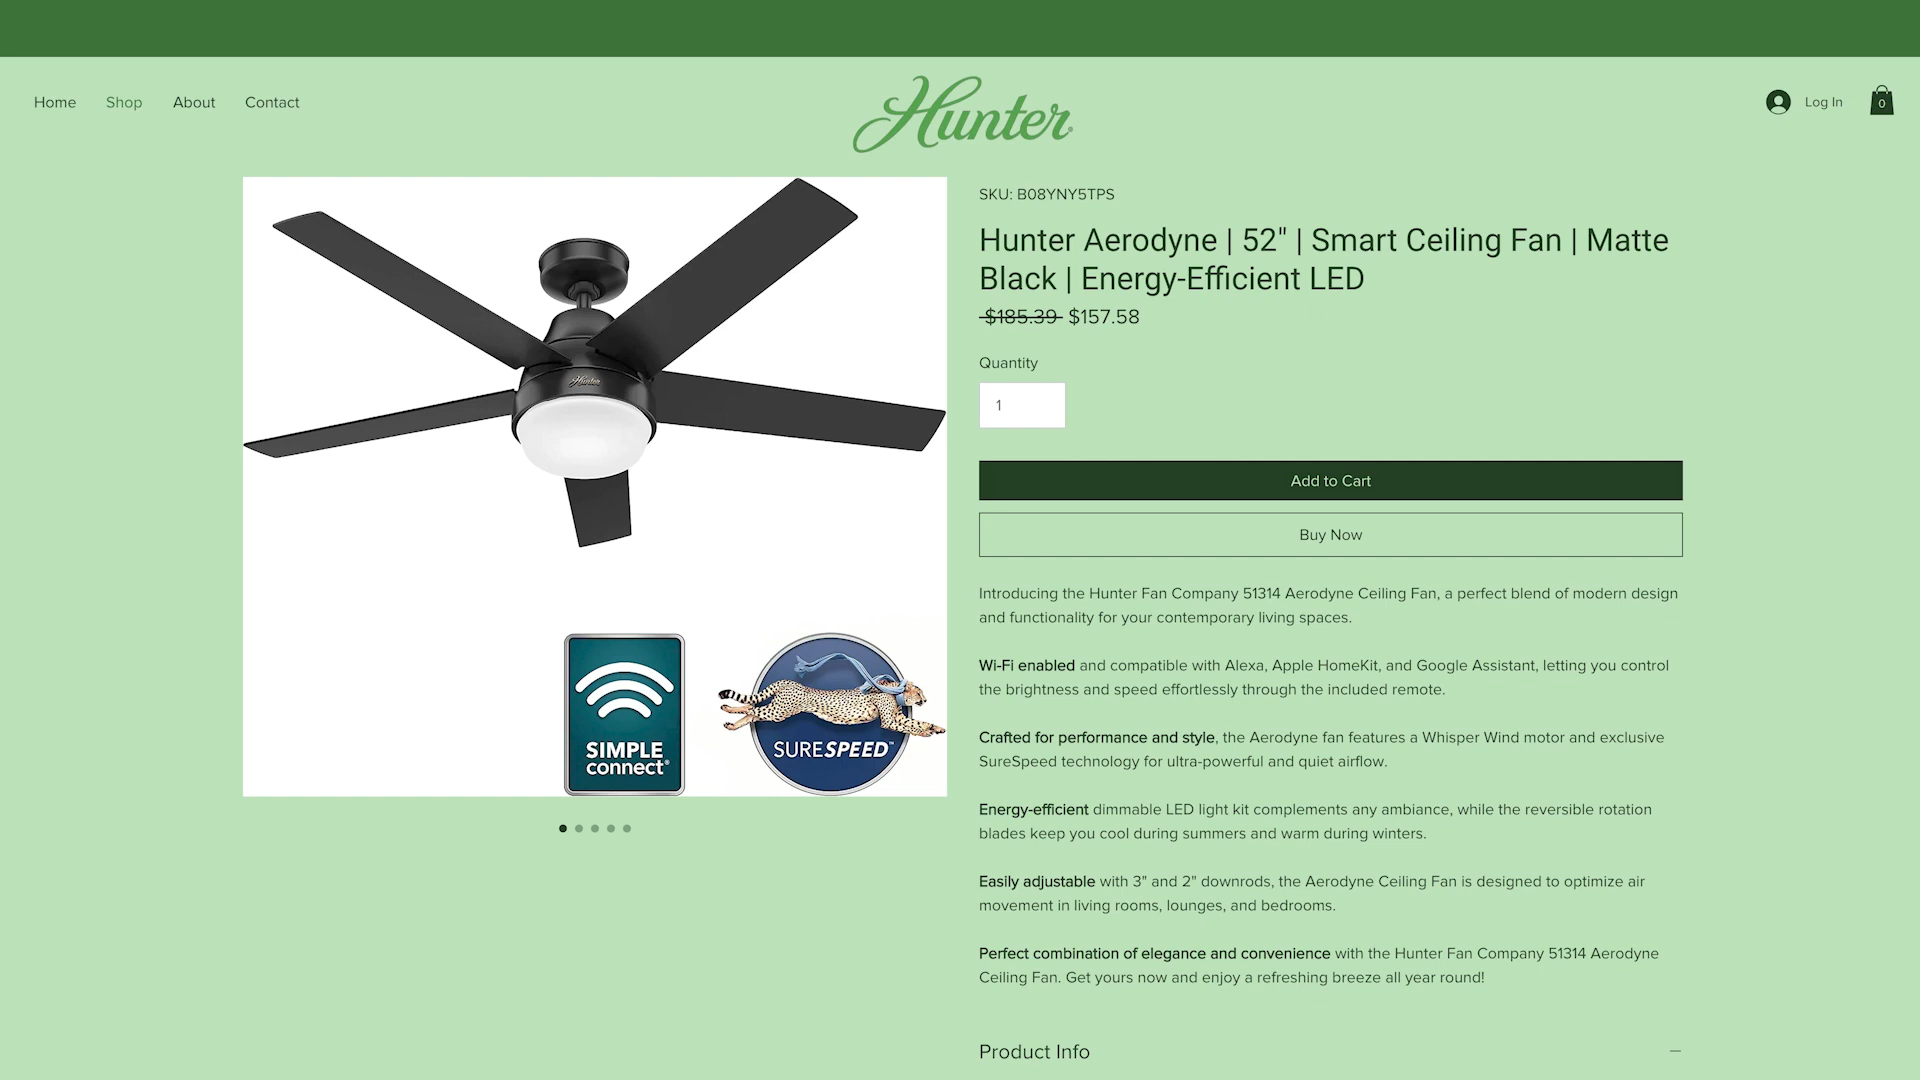 Home Shop About Contact
Hunter
Log In
0
Hunter
SIMPLE
connect®
SURESPEED™
SKU: B08YNY5TPS
Hunter Aerodyne | 52" | Smart Ceiling Fan | Matte
Black | Energy-Efficient LED
$185.39 $157.58
Quantity
1
Add to Cart
Buy Now
Introducing the Hunter Fan Company 51314 Aerodyne Ceiling Fan, a perfect blend of modern design
and functionality for your contemporary living spaces.
Wi-Fi enabled and compatible with Alexa, Apple HomeKit, and Google Assistant, letting you control
the brightness and speed effortlessly through the included remote.
Crafted for performance and style, the Aerodyne fan features a Whisper Wind motor and exclusive
SureSpeed technology for ultra-powerful and quiet airflow.
Energy-efficient dimmable LED light kit complements any ambiance, while the reversible rotation
blades keep you cool during summers and warm during winters.
Easily adjustable with 3" and 2" downrods, the Aerodyne Ceiling Fan is designed to optimize air
movement in living rooms, lounges, and bedrooms.
Perfect combination of elegance and convenience with the Hunter Fan Company 51314 Aerodyne
Ceiling Fan. Get yours now and enjoy a refreshing breeze all year round!
Product Info